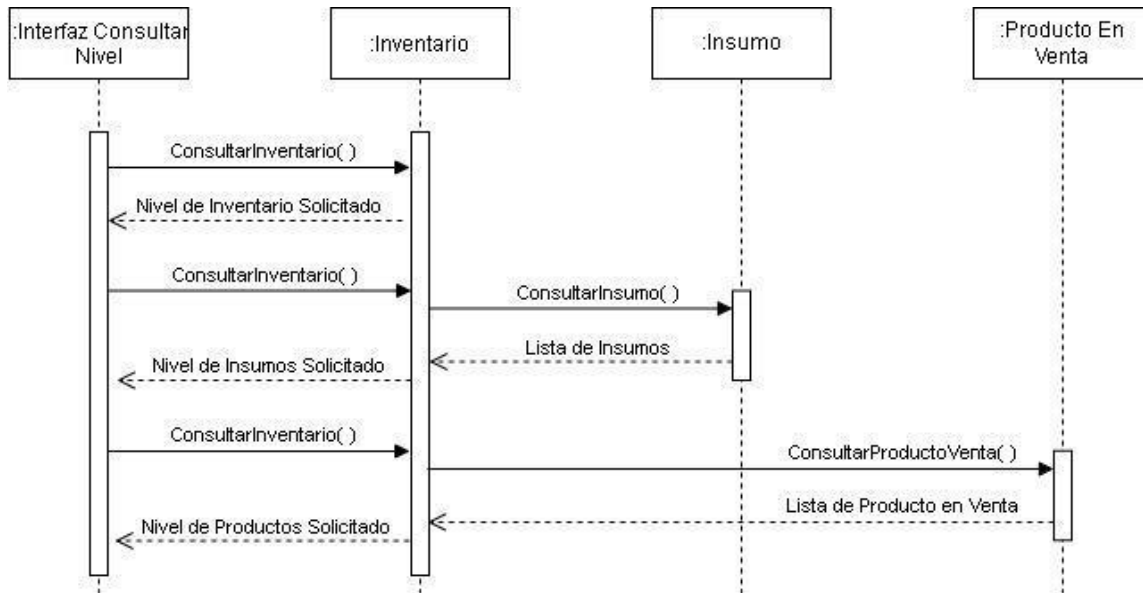 :Interfaz Consultar
Nivel
:Inventario
:Insumo
:Producto En
Venta
ConsultarInventario( )
Nivel de Inventario Solicitado
ConsultarInventario( )
ConsultarInsumo( )
Lista de Insumos
Nivel de Insumos Solicitado
ConsultarInventario( )
ConsultarProductoVenta( )
Lista de Producto en Venta
Nivel de Productos Solicitado